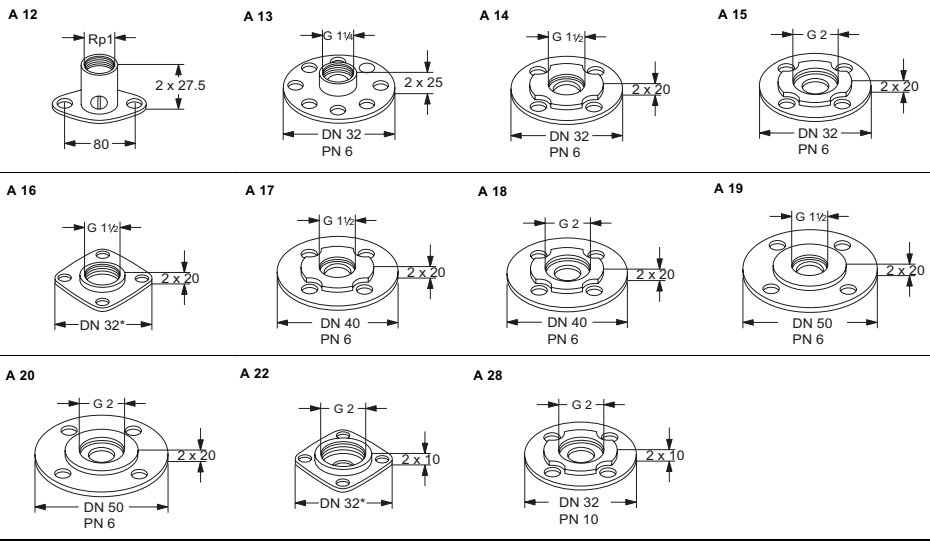 A 12
Rp1
2 x 27.5
80
A 13
G 1¼
2 x 25
DN 32
PN 6
A 14
G 1½
2 x 20
DN 32
PN 6
A 15
G 2
2 x 20
DN 32
PN 6
A 16
G 1½
2 x 20
DN 32*
A 17
G 1½
2 x 20
DN 40
PN 6
A 18
G 2
2 x 20
DN 40
PN 6
A 19
G 1½
2 x 20
DN 50
PN 6
A 20
G 2
2 x 20
DN 50
PN 6
A 22
G 2
2 x 10
DN 32*
A 28
G 2
2 x 10
DN 32
PN 10